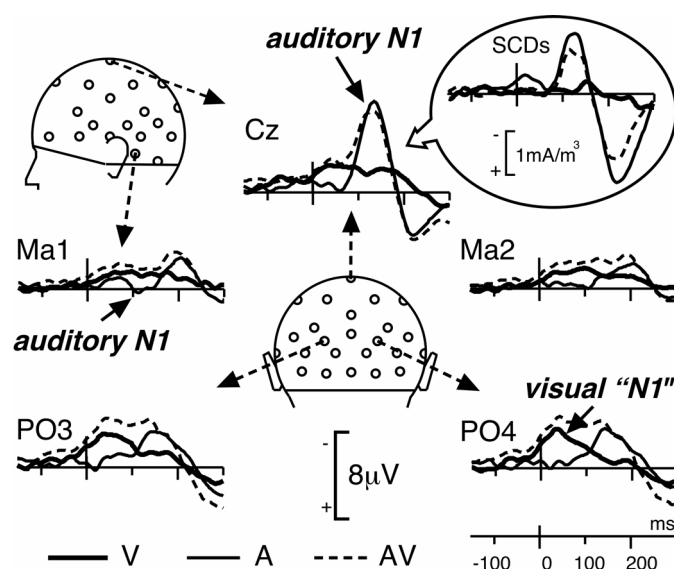 auditory N1
SCDs
Cz
-
+
1mA/m³
Ma1
Ma2
auditory N1
visual “N1"
PO3
PO4
-
+
8μV
ms
V
A
AV
-100
0
100
200